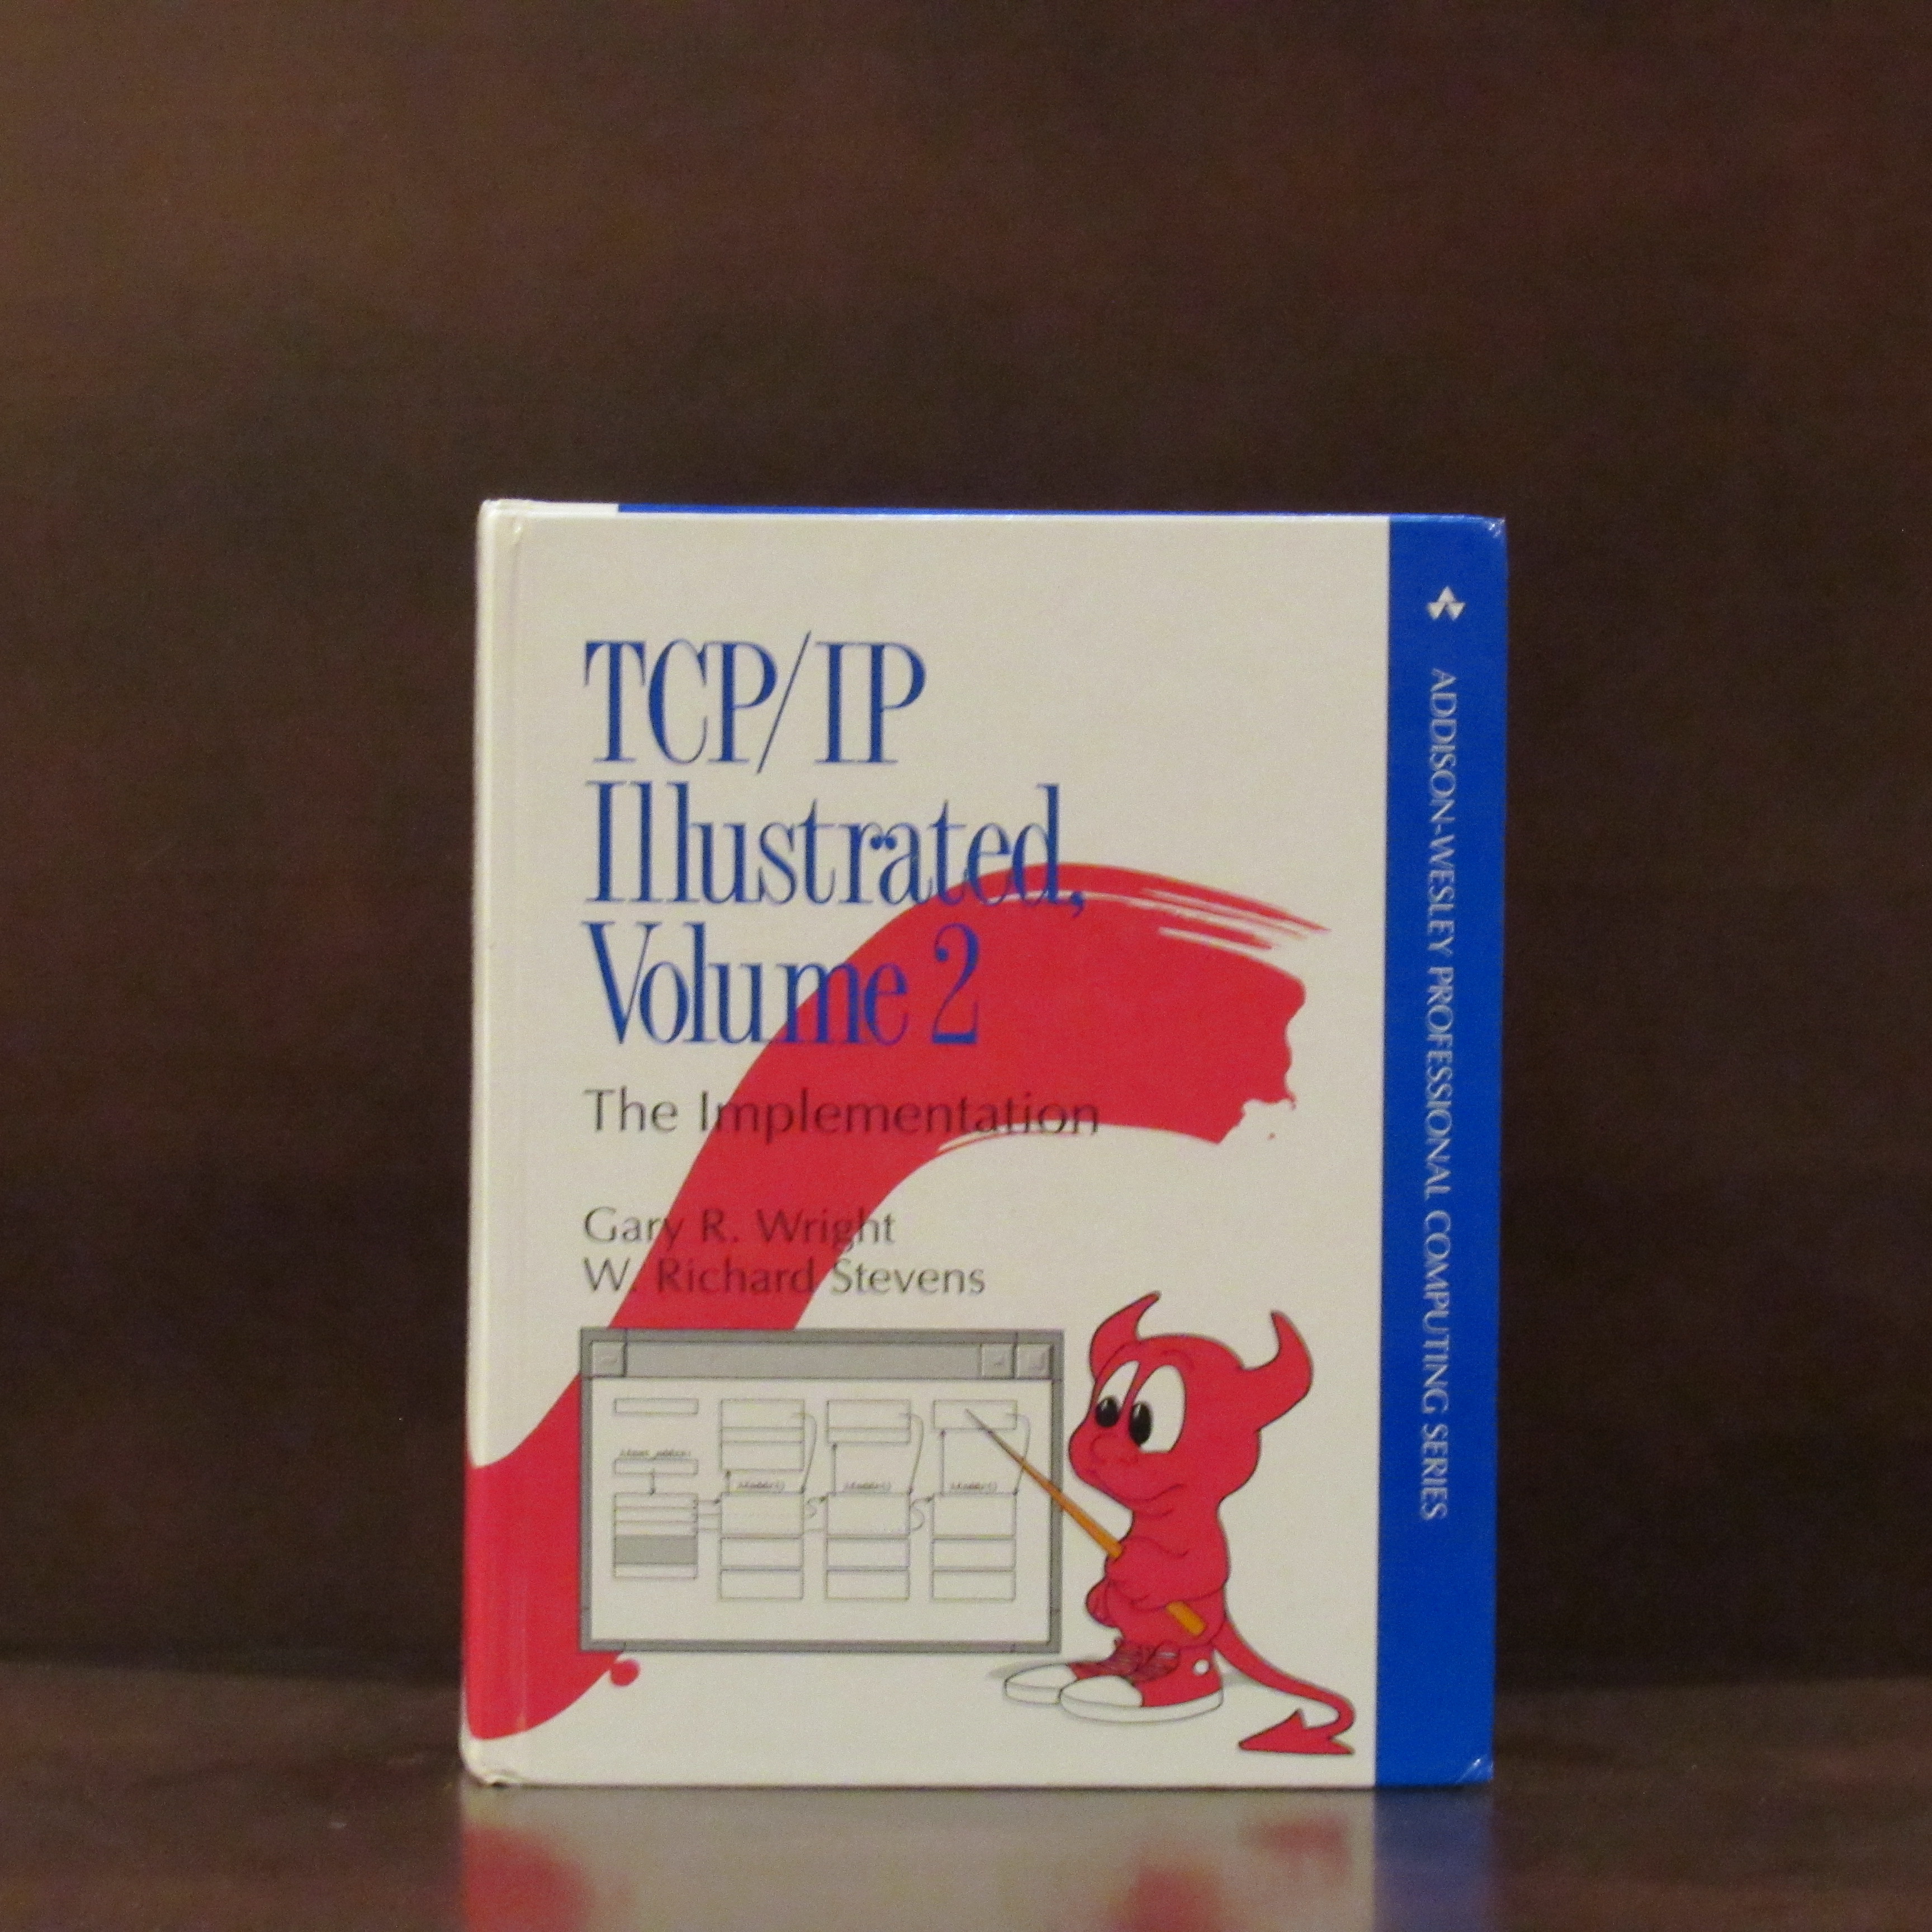 TCP/IP
Illustrated,
Volume 2
The Implementation
Gary R. Wright
W. Richard Stevens
ADDISON-WESLEY PROFESSIONAL COMPUTING SERIES